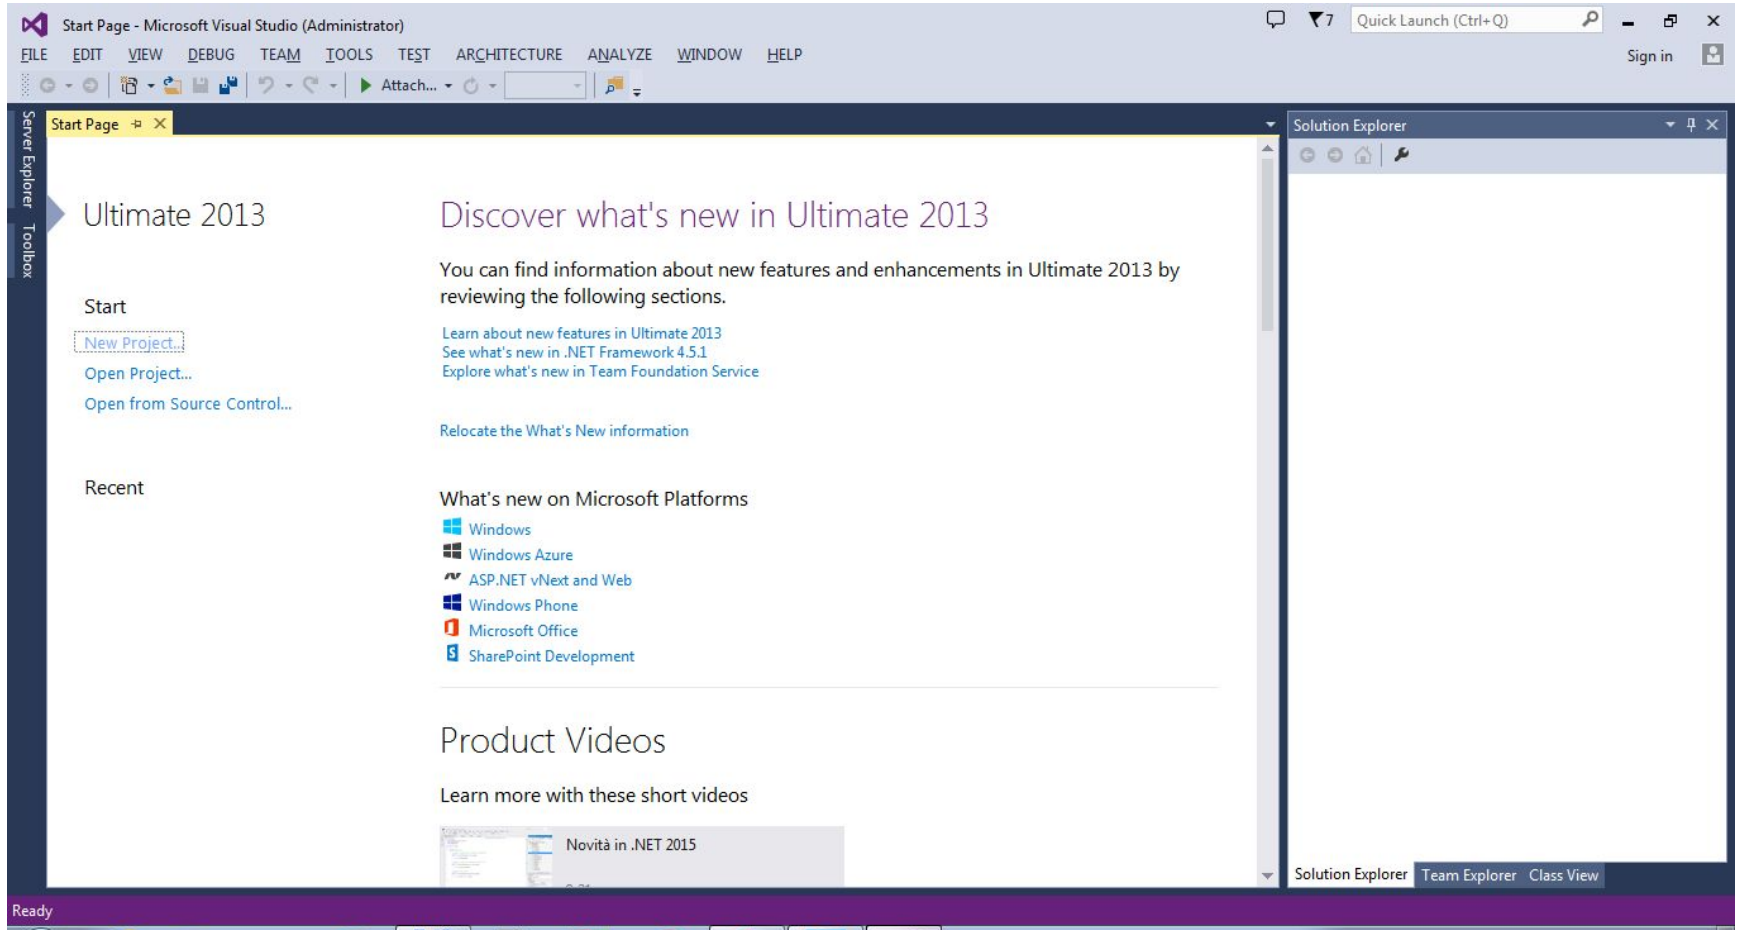 Start Page - Microsoft Visual Studio (Administrator)
7
Quick Launch (Ctrl+Q)
FILE EDIT VIEW DEBUG TEAM TOOLS TEST ARCHITECTURE ANALYZE WINDOW HELP
Sign in
Attach...
Server Explorer
Toolbox
Start Page
Ultimate 2013
Start
New Project...
Open Project...
Open from Source Control...
Recent
Discover what's new in Ultimate 2013
You can find information about new features and enhancements in Ultimate 2013 by
reviewing the following sections.
Learn about new features in Ultimate 2013
See what's new in .NET Framework 4.5.1
Explore what's new in Team Foundation Service
Relocate the What's New information
What's new on Microsoft Platforms
Windows
Windows Azure
ASP.NET vNext and Web
Windows Phone
Microsoft Office
SharePoint Development
Product Videos
Learn more with these short videos
Novità in .NET 2015
Solution Explorer
Solution Explorer Team Explorer Class View
Ready